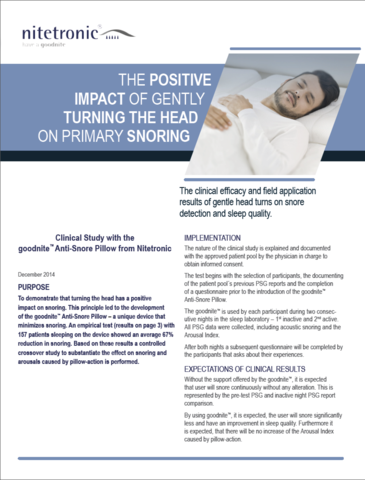 nitetronic®
have a goodnite
THE POSITIVE
IMPACT OF GENTLY
TURNING THE HEAD
ON PRIMARY SNORING
The clinical efficacy and field application
results of gentle head turns on snore
detection and sleep quality.
Clinical Study with the
goodnite™ Anti-Snore Pillow from Nitetronic
December 2014
PURPOSE
To demonstrate that turning the head has a positive
impact on snoring. This principle led to the development
of the goodnite™ Anti-Snore Pillow – a unique device that
minimizes snoring. An empirical test (results on page 3) with
157 patients sleeping on the device showed an average 67%
reduction in snoring. Based on these results a controlled
crossover study to substantiate the effect on snoring and
arousals caused by pillow-action is performed.
IMPLEMENTATION
The nature of the clinical study is explained and documented
with the approved patient pool by the physician in charge to
obtain informed consent.
The test begins with the selection of participants, the documenting
of the patient pool´s previous PSG reports and the completion
of a questionnaire prior to the introduction of the goodnite™
Anti-Snore Pillow.
The goodnite™ is used by each participant during two consec-
utive nights in the sleep laboratory – 1st inactive and 2nd active.
All PSG data were collected, including acoustic snoring and the
Arousal Index.
After both nights a subsequent questionnaire will be completed by
the participants that asks about their experiences.
EXPECTATIONS OF CLINICAL RESULTS
Without the support offered by the goodnite™, it is expected
that user will snore continuously without any alteration. This is
represented by the pre-test PSG and inactive night PSG report
comparison.
By using goodnite™, it is expected, the user will snore significantly
less and have an improvement in sleep quality. Furthermore it
is expected, that there will be no increase of the Arousal Index
caused by pillow-action.